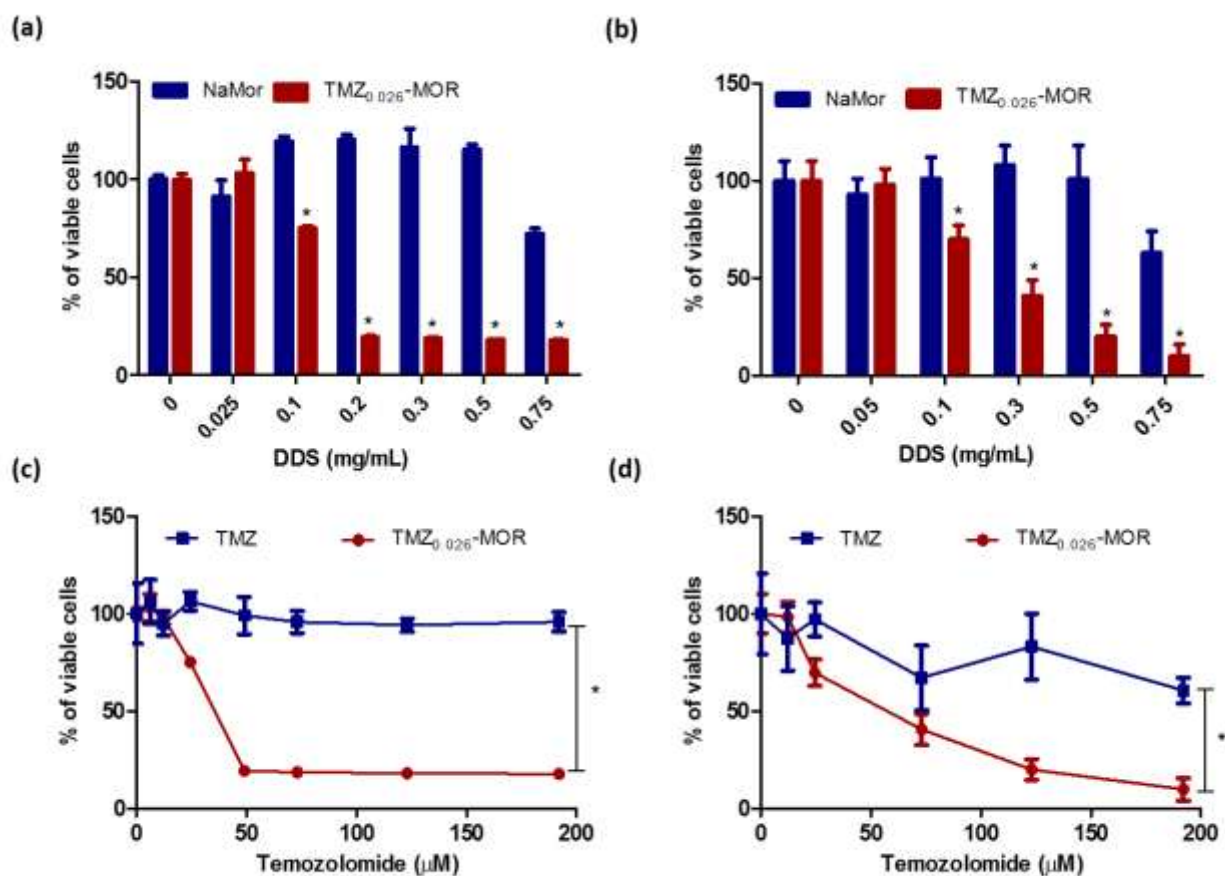 (a)
150
NaMor
TMZ0.026-MOR
100
50
0
% of viable cells
*
*
*
*
*
0
0.025
0.1
0.2
0.3
0.5
0.75
DDS (mg/mL)
(b)
150
NaMor
TMZ0.026-MOR
100
50
0
% of viable cells
*
*
*
*
0
0.05
0.1
0.3
0.5
0.75
DDS (mg/mL)
(c)
150
TMZ
TMZ0.026-MOR
100
50
0
% of viable cells
*
0
50
100
150
200
Temozolomide (μM)
(d)
150
TMZ
TMZ0.026-MOR
100
50
0
% of viable cells
*
0
50
100
150
200
Temozolomide (μM)